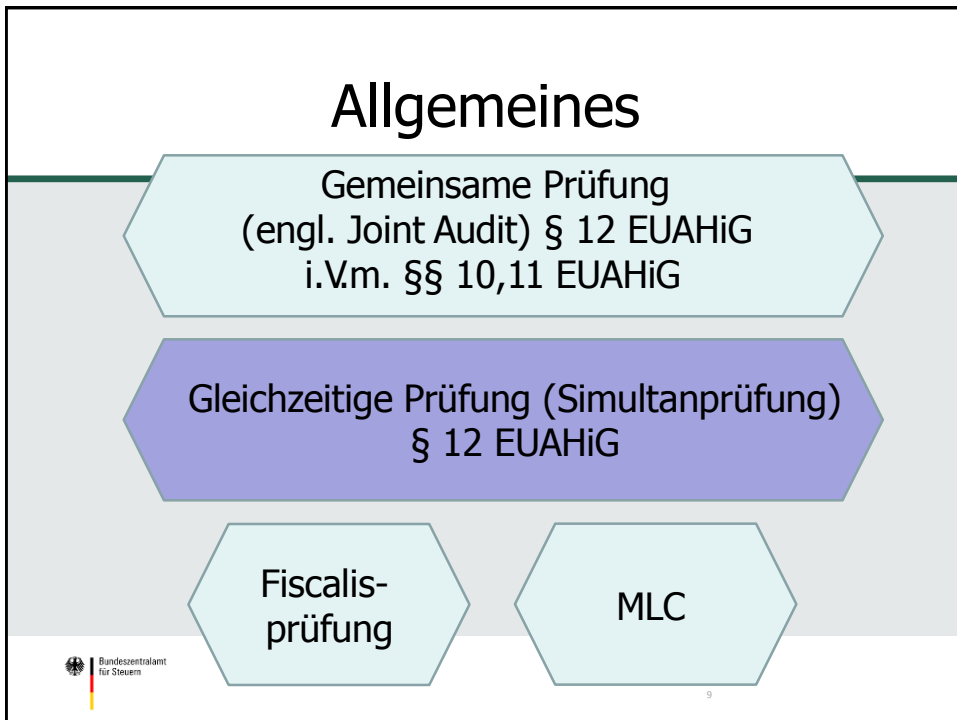 Allgemeines
Gemeinsame Prüfung
(engl. Joint Audit) § 12 EUAHiG
i.V.m. §§ 10,11 EUAHiG
Gleichzeitige Prüfung (Simultanprüfung)
§ 12 EUAHiG
Fiscalis-
prüfung
MLC
Bundeszentralamt
für Steuern
9